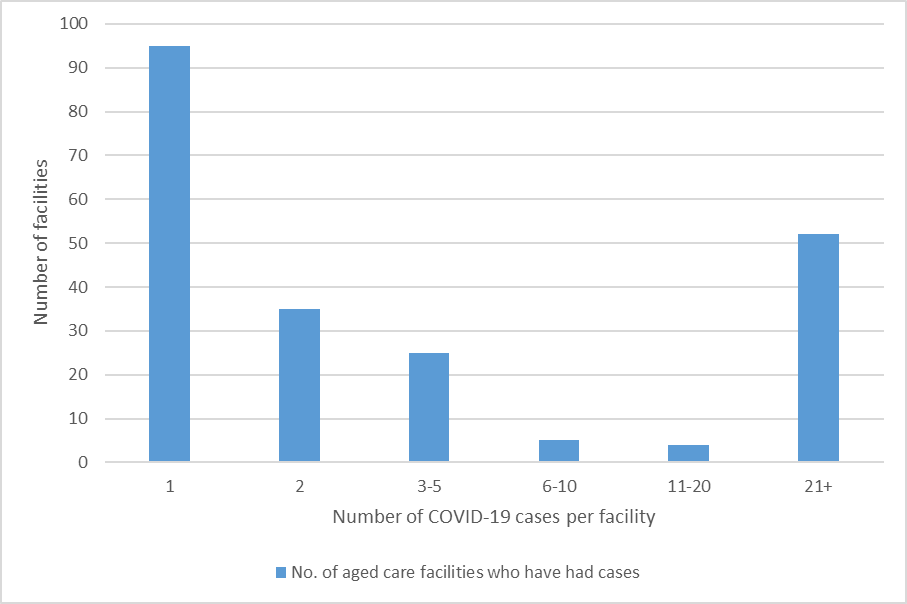 100
90
80
70
60
50
40
30
20
10
0
Number of facilities
1 2 3-5 6-10 11-20 21+
Number of COVID-19 cases per facility
No. of aged care facilities who have had cases